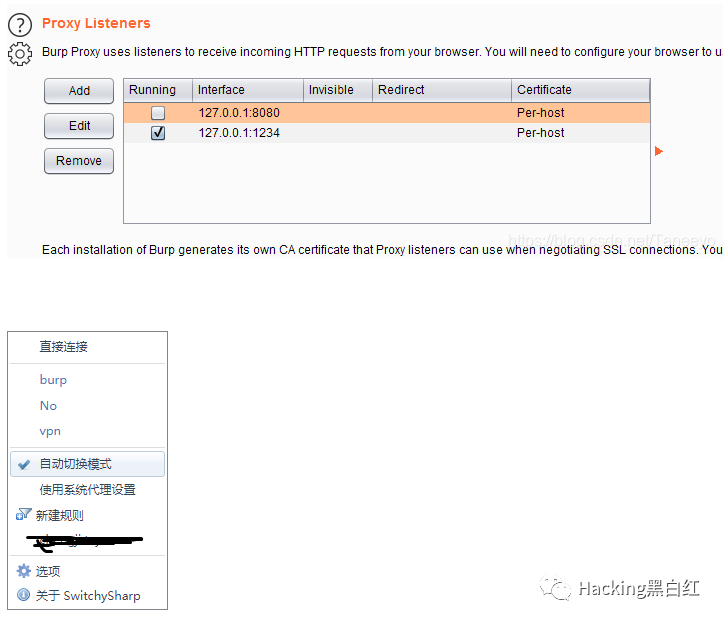 ?
Proxy Listeners
Burp Proxy uses listeners to receive incoming HTTP requests from your browser. You will need to configure your browser to u
Add
Edit
Remove
Running Interface Invisible Redirect Certificate
127.0.0.1:8080 Per-host
127.0.0.1:1234 Per-host
Each installation of Burp generates its own CA certificate that Proxy listeners can use when negotiating SSL connections. You
直接连接
burp
No
vpn
自动切换模式
使用系统代理设置
新建规则
选项
关于 SwitchySharp
Hacking黑白红